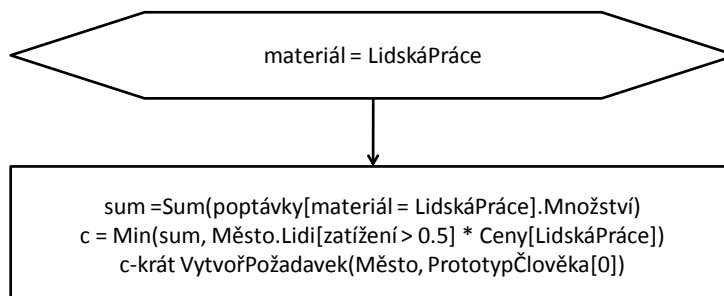 materiál = LidskáPráce
sum =Sum(poptávky[materiál = LidskáPráce].Množství)
c = Min(sum, Město.Lidi[zatížení > 0.5] * Ceny[LidskáPráce])
c-krát VytvořPožadavek(Město, PrototypČlověka[0])